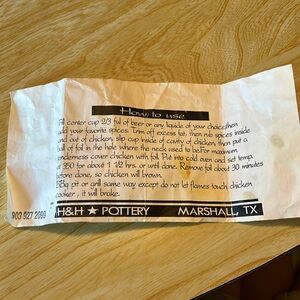 How to use
Fill center cup 2/3 ful of beer or any liquide of your choice,then
add your favorite spices. Trim off excess fat, then rub spices inside
and out of chicken, slip cup inside of cavity of chicken, then put a
ball of foil in the hole where the neck used to be.For maximum
tenderness cover chicken with foil. Put into cold oven and set temp.
at 350 for about 1 1/2 hrs. or until done. Remove foil about 30 minutes
before done, so chicken will brown.
BBq pit or grill same way except do not let flames touch chicken
cooker , it will brake.
903 927 2099
H&H ★ POTTERY MARSHALL, TX